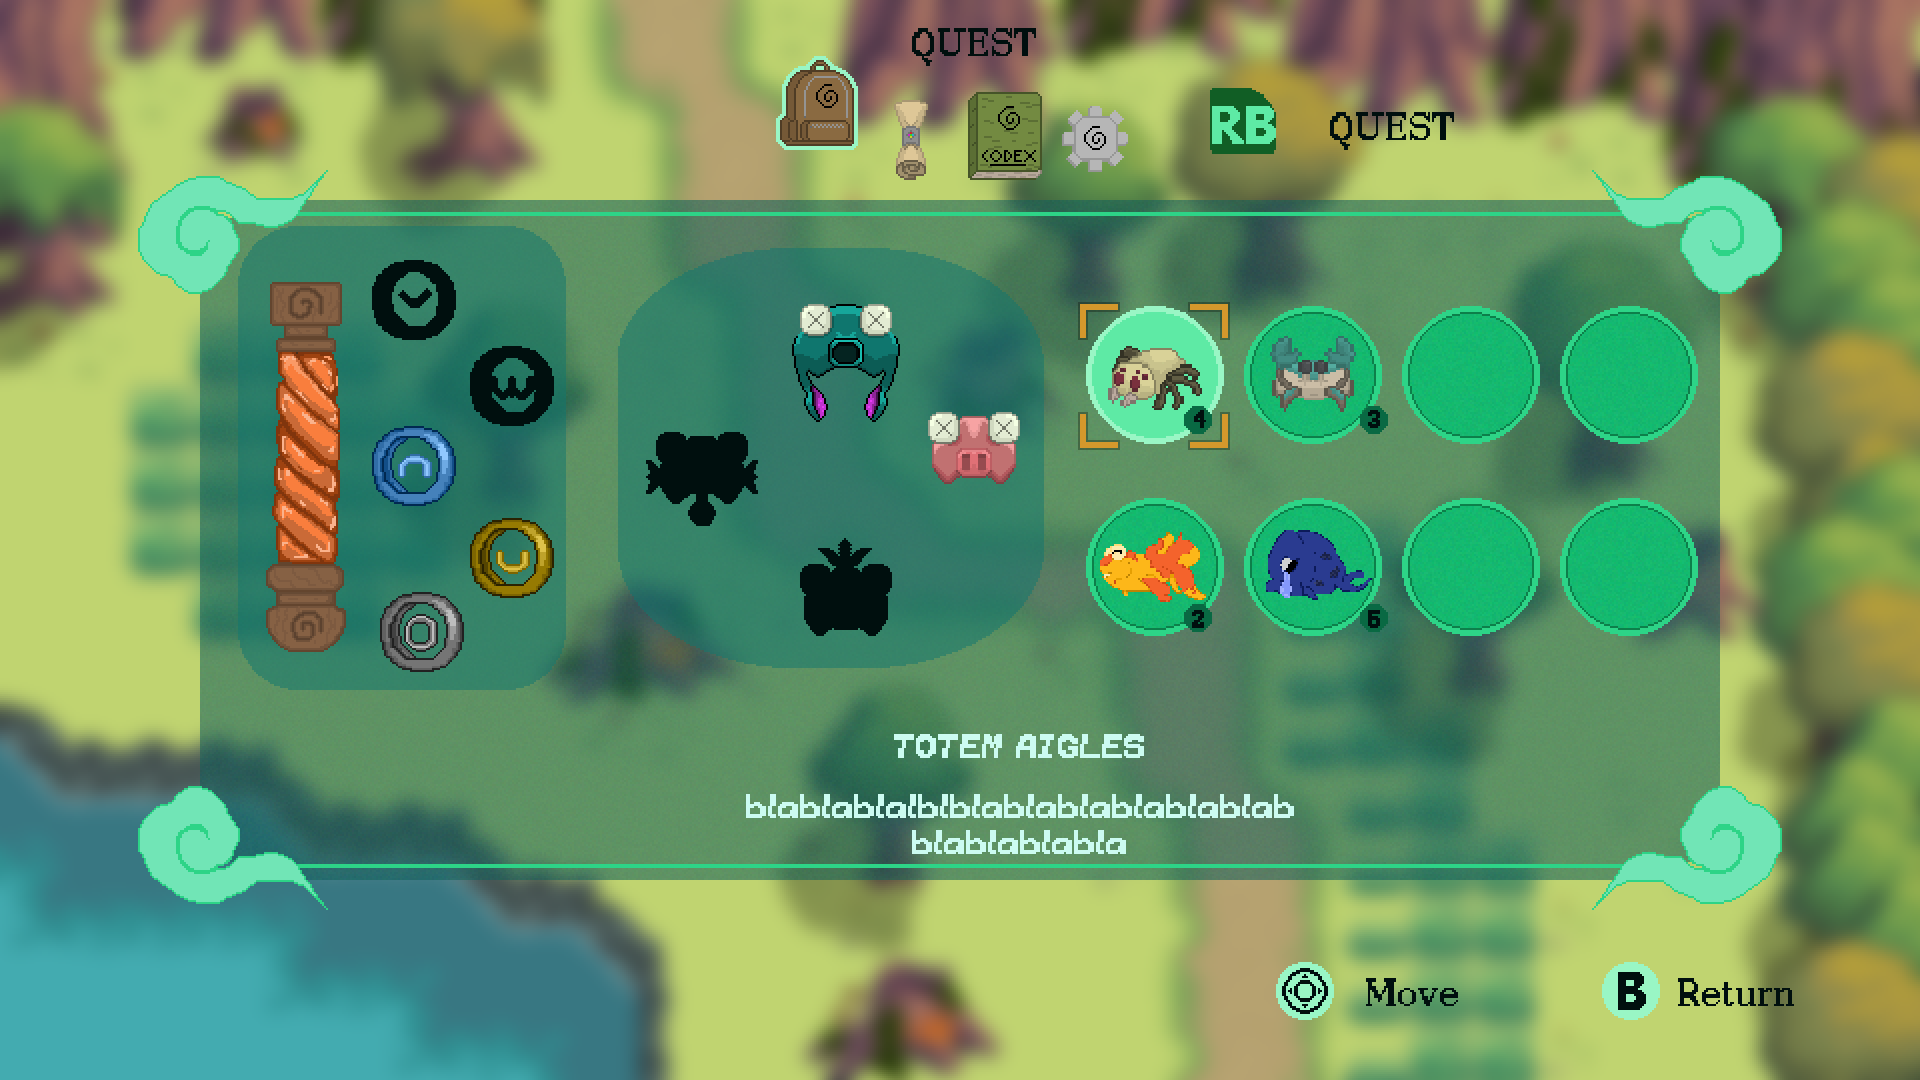 QUEST
CODEX
RB QUEST
4 3
2 5
TOTEM AIGLES
blablablalblblablablablablablab
blablablabla
Move B Return